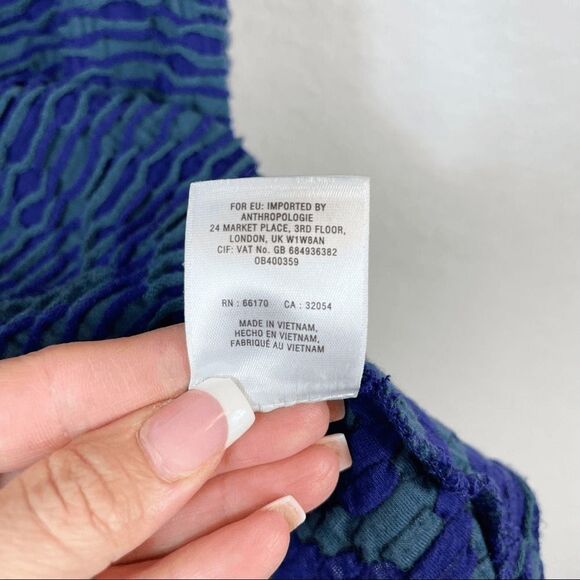 FOR EU: IMPORTED BY
ANTHROPOLOGIE
24 MARKET PLACE, 3RD FLOOR,
LONDON, UK W1W8AN
CIF: VAT No. GB 684936382
OB400359
RN : 66170 CA : 32054
MADE IN VIETNAM,
HECHO EN VIETNAM,
FABRIQUÉ AU VIETNAM